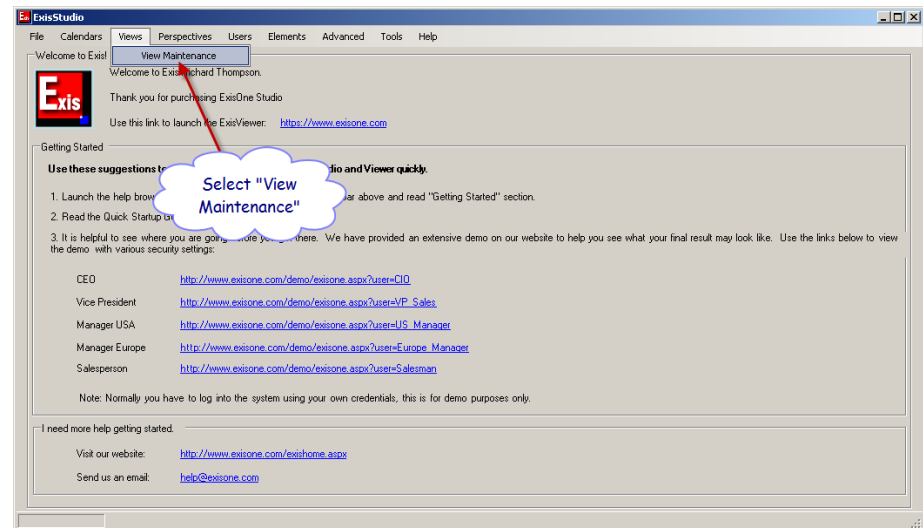 ExisStudio
File Calendars Views Perspectives Users Elements Advanced Tools Help
Welcome to Exis!
View Maintenance
Exis
Welcome to Exis Richard Thompson.
Thank you for purchasing ExisOne Studio
Use this link to launch the ExisViewer: https://www.exisone.com
Getting Started
Use these suggestions to dio and Viewer quickly.
Select "View
Maintenance"
1. Launch the help brow ar above and read "Getting Started" section.
2. Read the Quick Startup
3. It is helpful to see where you are going before you get there. We have provided an extensive demo on our website to help you see what your final result may look like. Use the links below to view
the demo with various security settings:
CEO http://www.exisone.com/demo/exisone.aspx?user=CIO
Vice President http://www.exisone.com/demo/exisone.aspx?user=VP_Sales
Manager USA http://www.exisone.com/demo/exisone.aspx?user=US_Manager
Manager Europe http://www.exisone.com/demo/exisone.aspx?user=Europe_Manager
Salesperson http://www.exisone.com/demo/exisone.aspx?user=Salesman
Note: Normally you have to log into the system using your own credentials, this is for demo purposes only.
I need more help getting started.
Visit our website: http://www.exisone.com/exishome.aspx
Send us an email: help@exisone.com